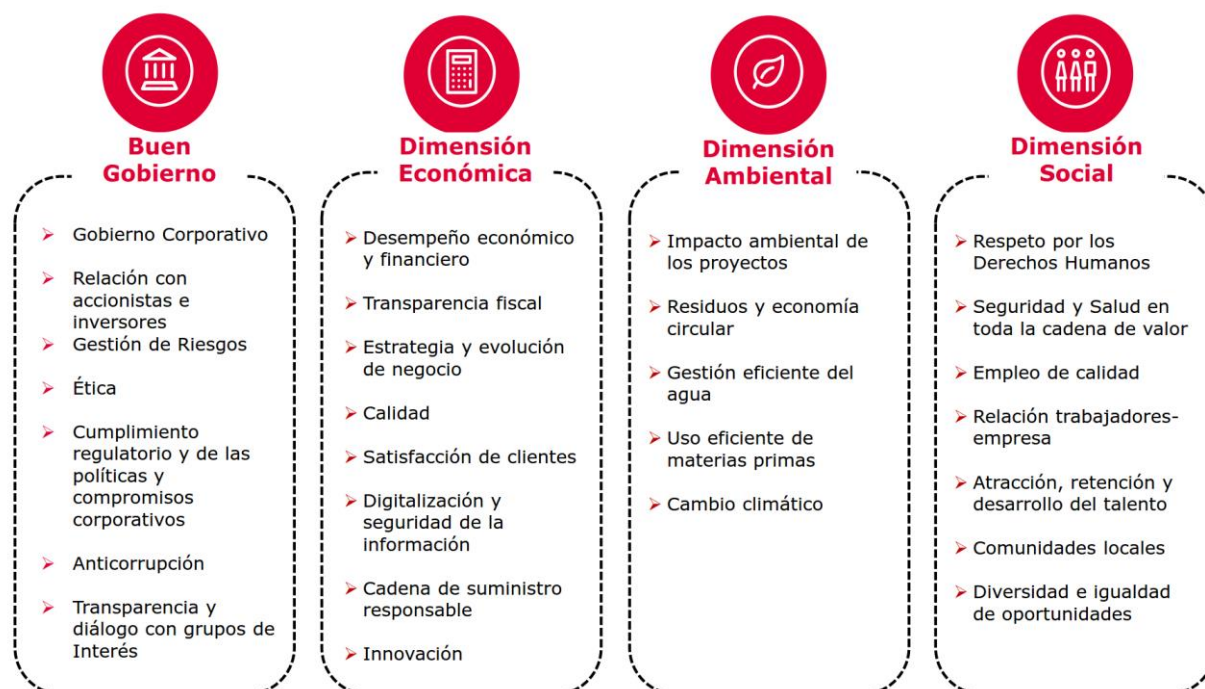 Buen
Gobierno
Gobierno Corporativo
Relación con
accionistas e
inversores
Gestión de Riesgos
Ética
Cumplimiento
regulatorio y de las
políticas y
compromisos
corporativos
Anticorrupción
Transparencia y
diálogo con grupos de
Interés
Dimensión
Económica
Desempeño económico
y financiero
Transparencia fiscal
Estrategia y evolución
de negocio
Calidad
Satisfacción de clientes
Digitalización y
seguridad de la
información
Cadena de suministro
responsable
Innovación
Dimensión
Ambiental
Impacto ambiental de
los proyectos
Residuos y economía
circular
Gestión eficiente del
agua
Uso eficiente de
materias primas
Cambio climático
Dimensión
Social
Respeto por los
Derechos Humanos
Seguridad y Salud en
toda la cadena de valor
Empleo de calidad
Relación trabajadores-
empresa
Atracción, retención y
desarrollo del talento
Comunidades locales
Diversidad e igualdad
de oportunidades